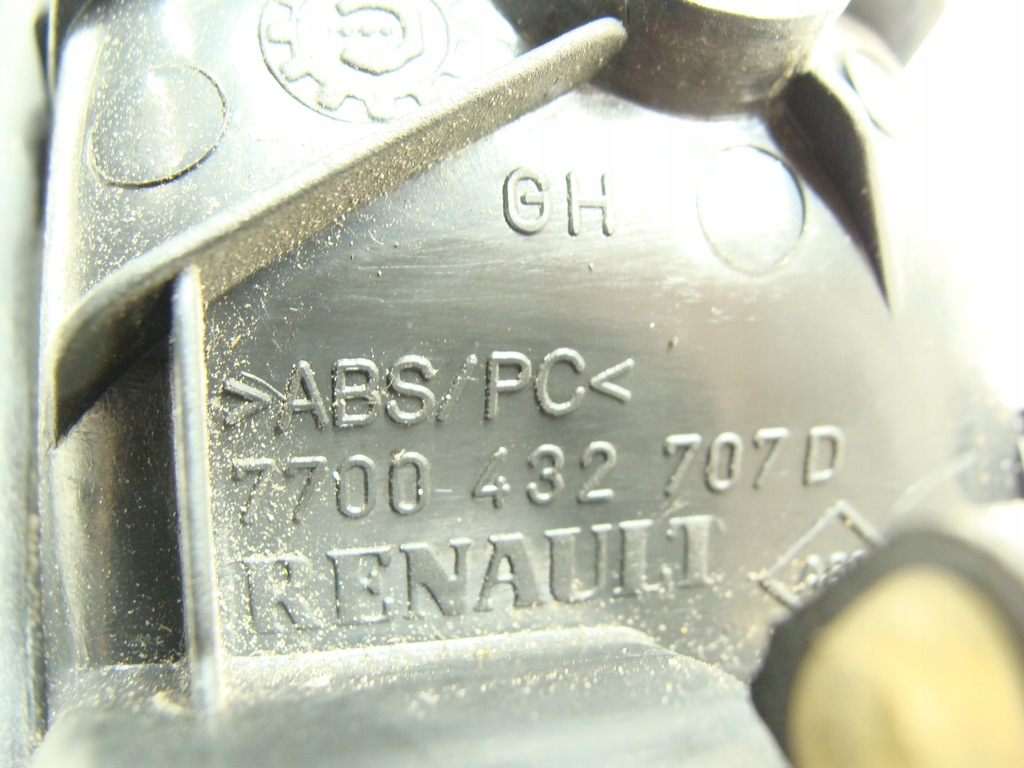 GH
>ABS/PC<
7700 432 707 D
RENAULT